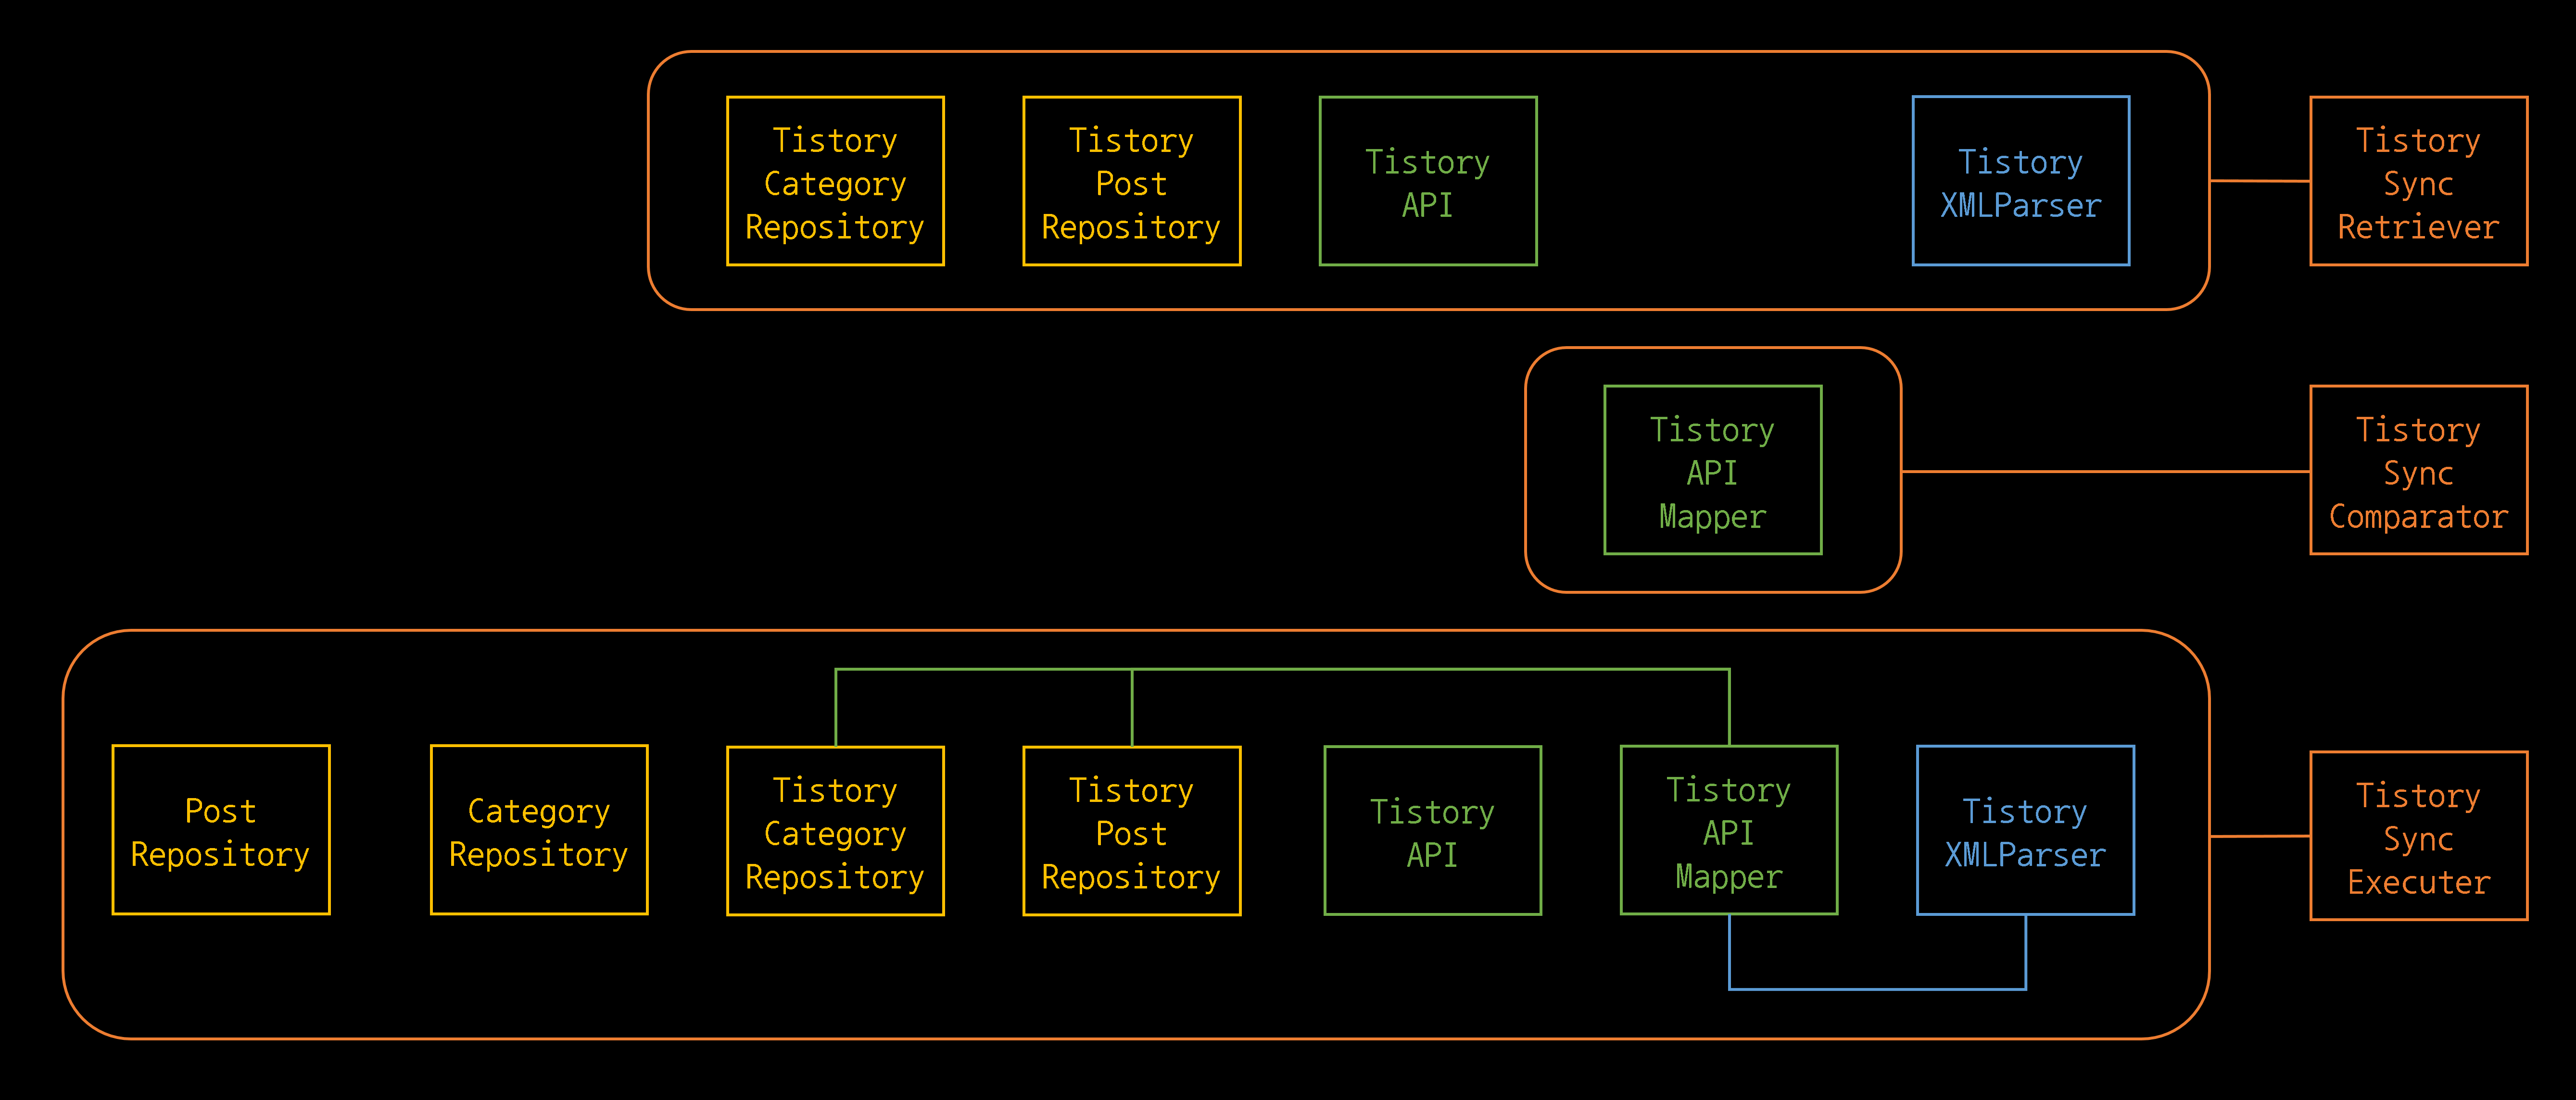 Tistory
Category
Repository
Tistory
Post
Repository
Tistory
API
Tistory
XMLParser
Tistory
Sync
Retriever
Tistory
API
Mapper
Tistory
Sync
Comparator
Post
Repository
Category
Repository
Tistory
Category
Repository
Tistory
Post
Repository
Tistory
API
Tistory
API
Mapper
Tistory
XMLParser
Tistory
Sync
Executer